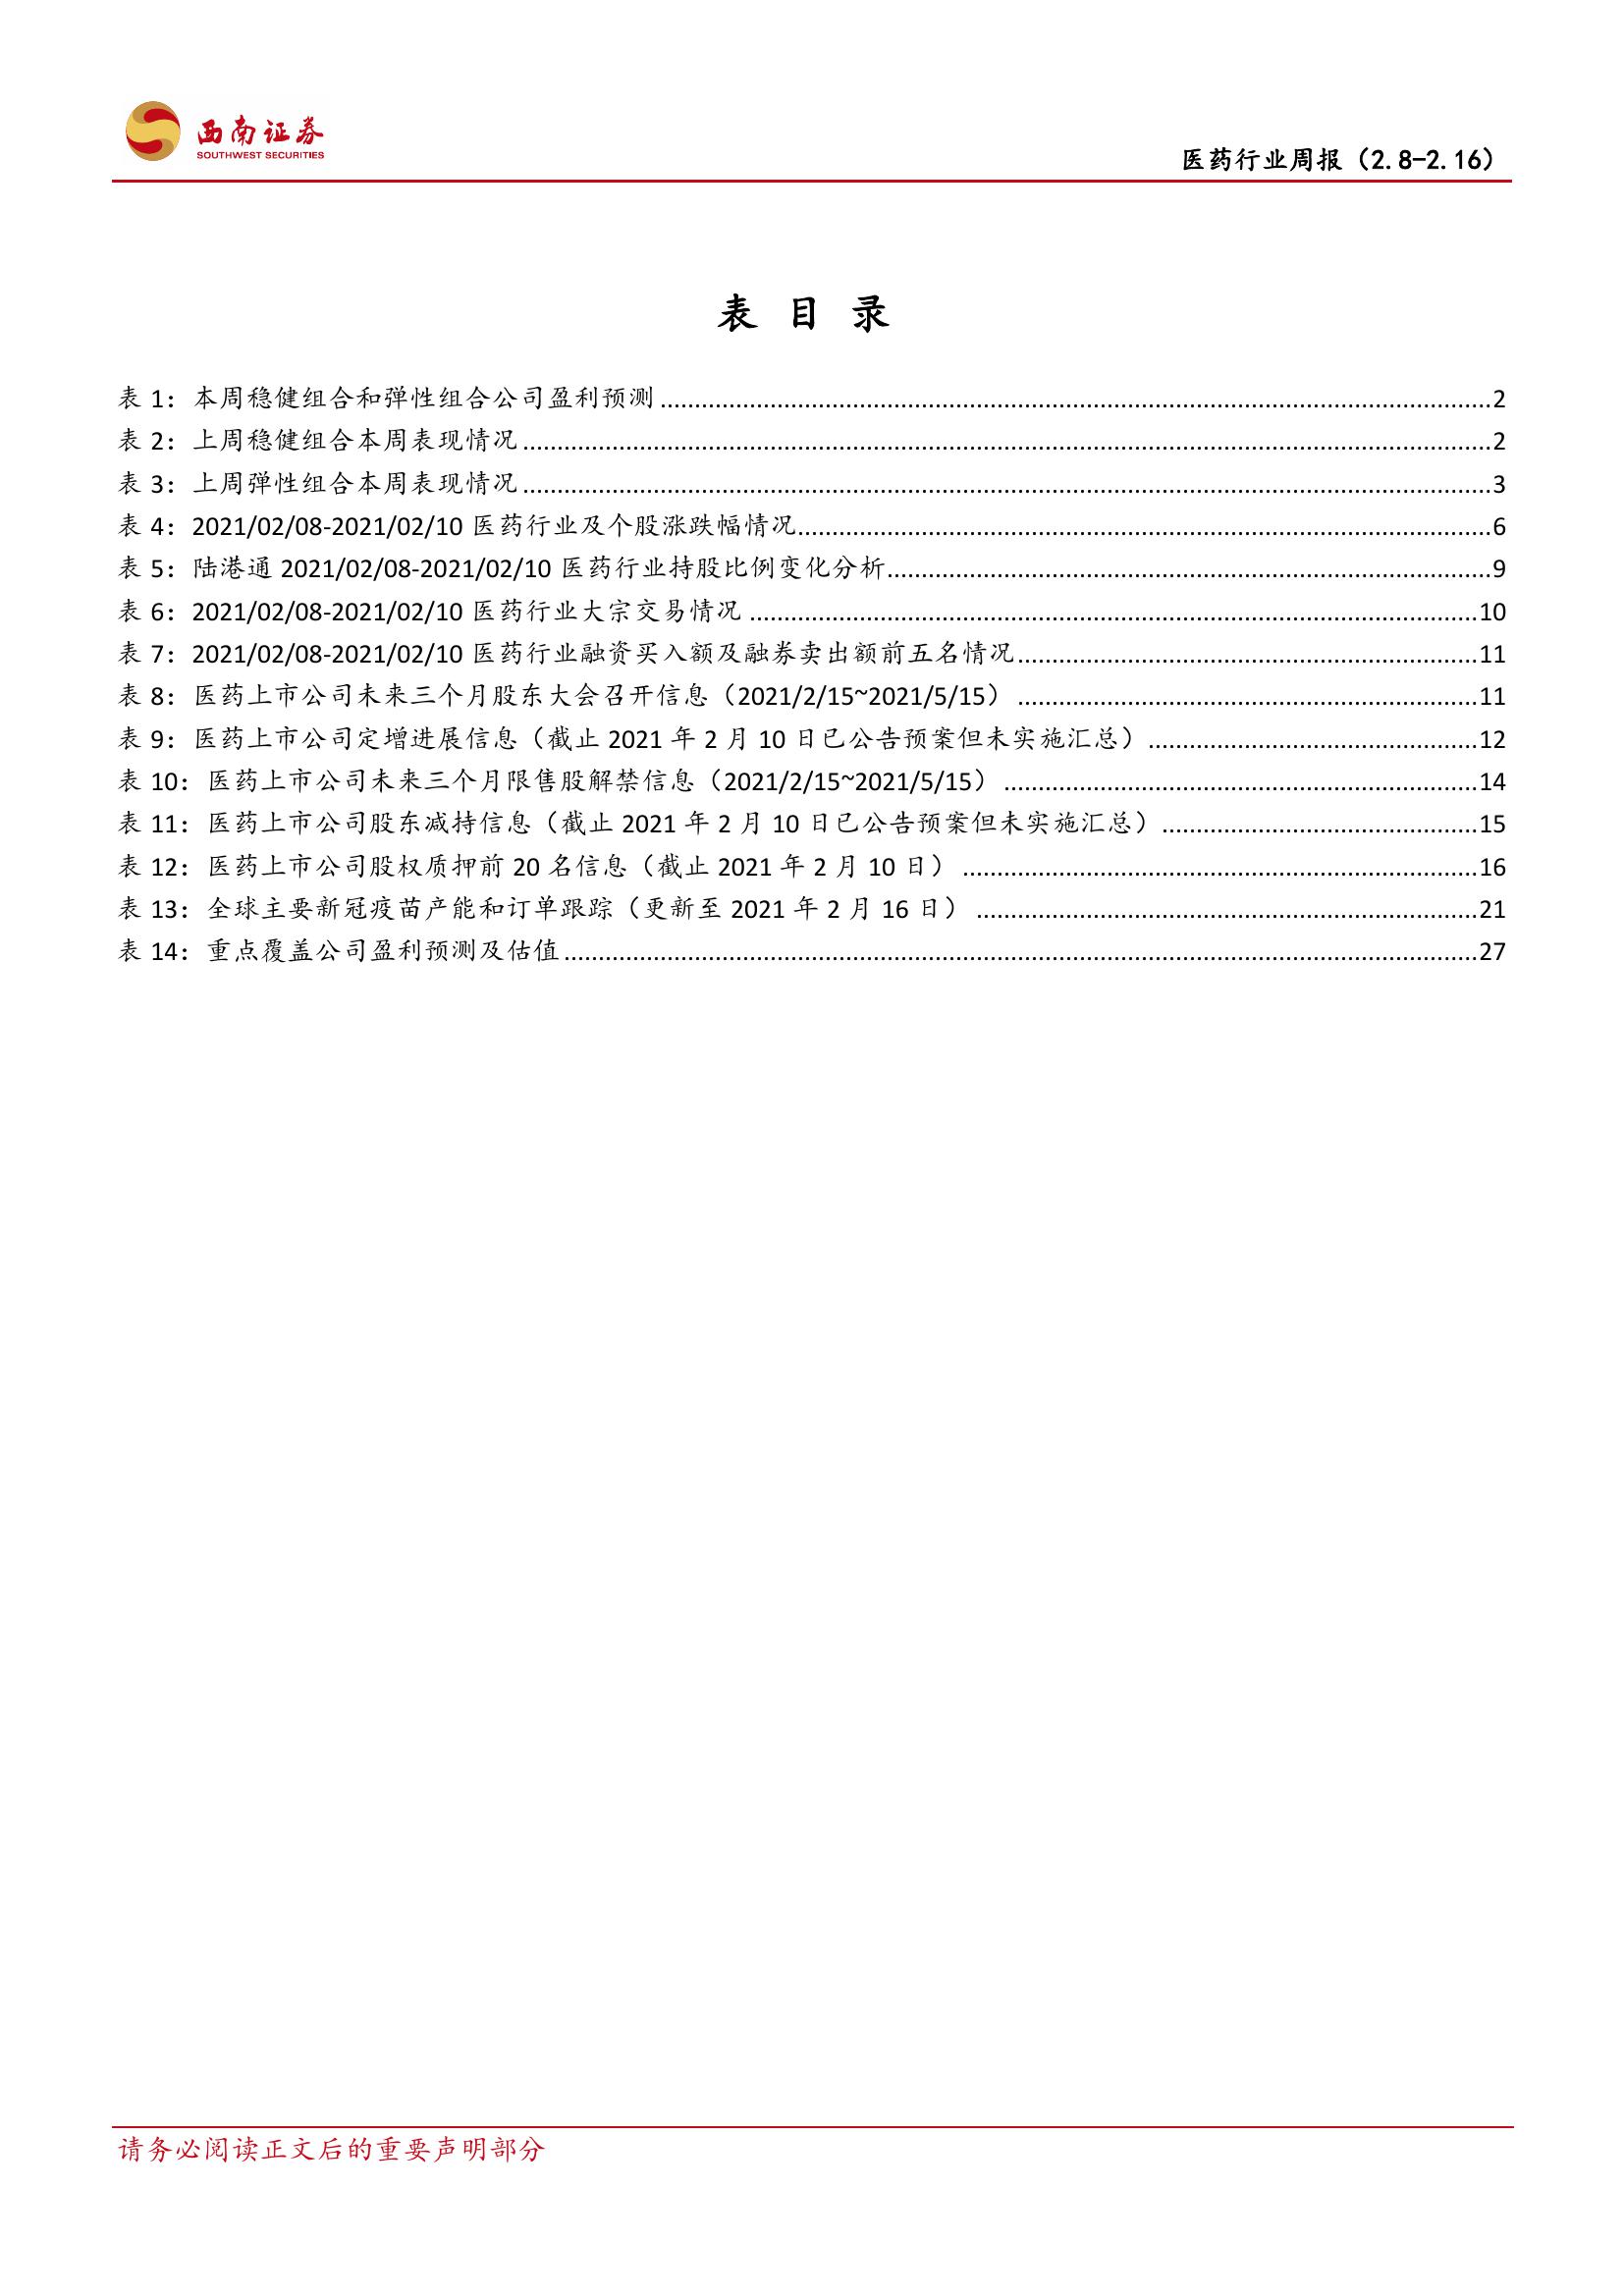 西南证券
SOUTHWEST SECURITIES
医药行业周报（2.8-2.16）
表 目 录
表 1：本周稳健组合和弹性组合公司盈利预测........2
表 2：上周稳健组合本周表现情况........2
表 3：上周弹性组合本周表现情况........3
表 4：2021/02/08-2021/02/10 医药行业及个股涨跌幅情况........6
表 5：陆港通 2021/02/08-2021/02/10 医药行业持股比例变化分析........9
表 6：2021/02/08-2021/02/10 医药行业大宗交易情况........10
表 7：2021/02/08-2021/02/10 医药行业融资买入额及融券卖出额前五名情况........11
表 8：医药上市公司未来三个月股东大会召开信息（2021/2/15~2021/5/15）........11
表 9：医药上市公司定增进展信息（截止 2021 年 2 月 10 日已公告预案但未实施汇总）........12
表 10：医药上市公司未来三个月限售股解禁信息（2021/2/15~2021/5/15）........14
表 11：医药上市公司股东减持信息（截止 2021 年 2 月 10 日已公告预案但未实施汇总）........15
表 12：医药上市公司股权质押前 20 名信息（截止 2021 年 2 月 10 日）........16
表 13：全球主要新冠疫苗产能和订单跟踪（更新至 2021 年 2 月 16 日）........21
表 14：重点覆盖公司盈利预测及估值........27
请务必阅读正文后的重要声明部分